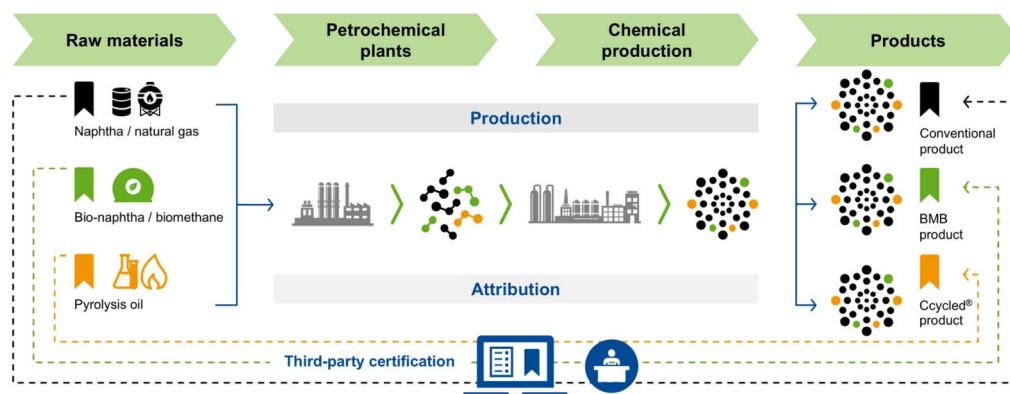 Raw materials
Petrochemical
plants
Chemical
production
Products
Naphtha / natural gas
Bio-naphtha / biomethane
Pyrolysis oil
Production
Attribution
Conventional
product
BMB
product
Ccycled®
product
Third-party certification